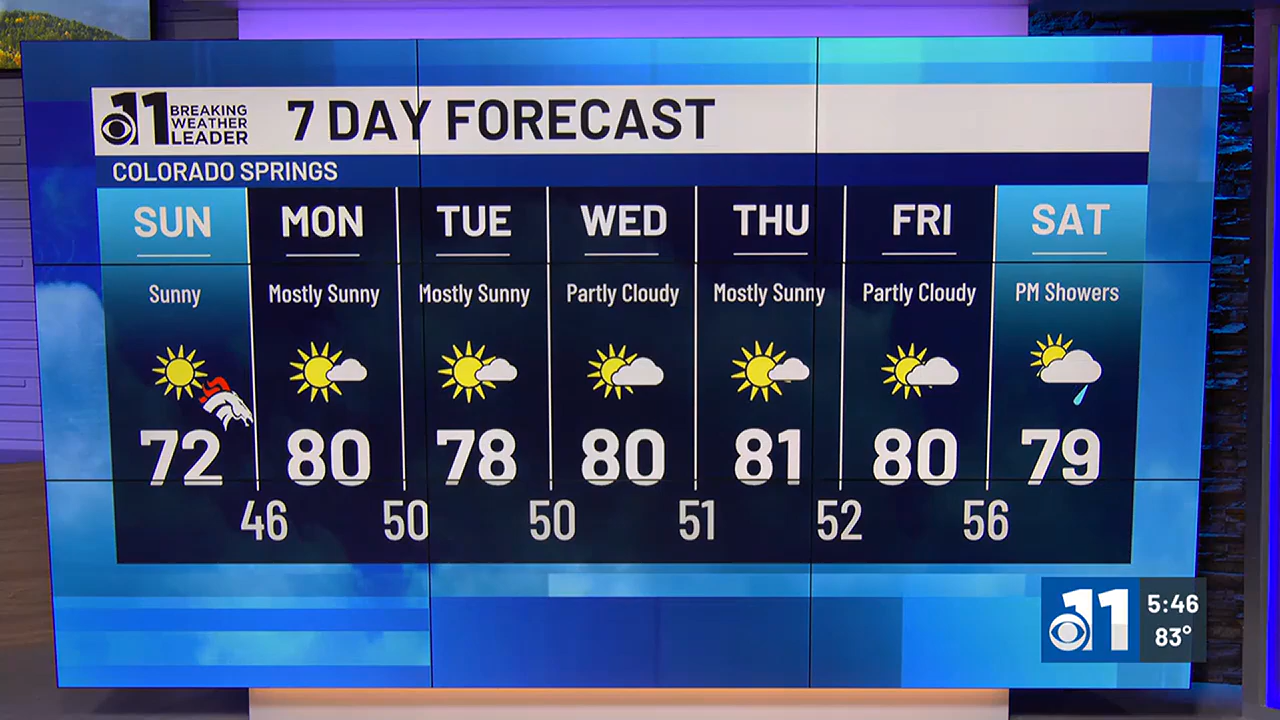 11 BREAKING
WEATHER
LEADER
7 DAY FORECAST
COLORADO SPRINGS
SUN MON TUE WED THU FRI SAT
Sunny Mostly Sunny Mostly Sunny Partly Cloudy Mostly Sunny Partly Cloudy PM Showers
72 80 78 80 81 80 79
46 50 50 51 52 56
11 5:46
83°